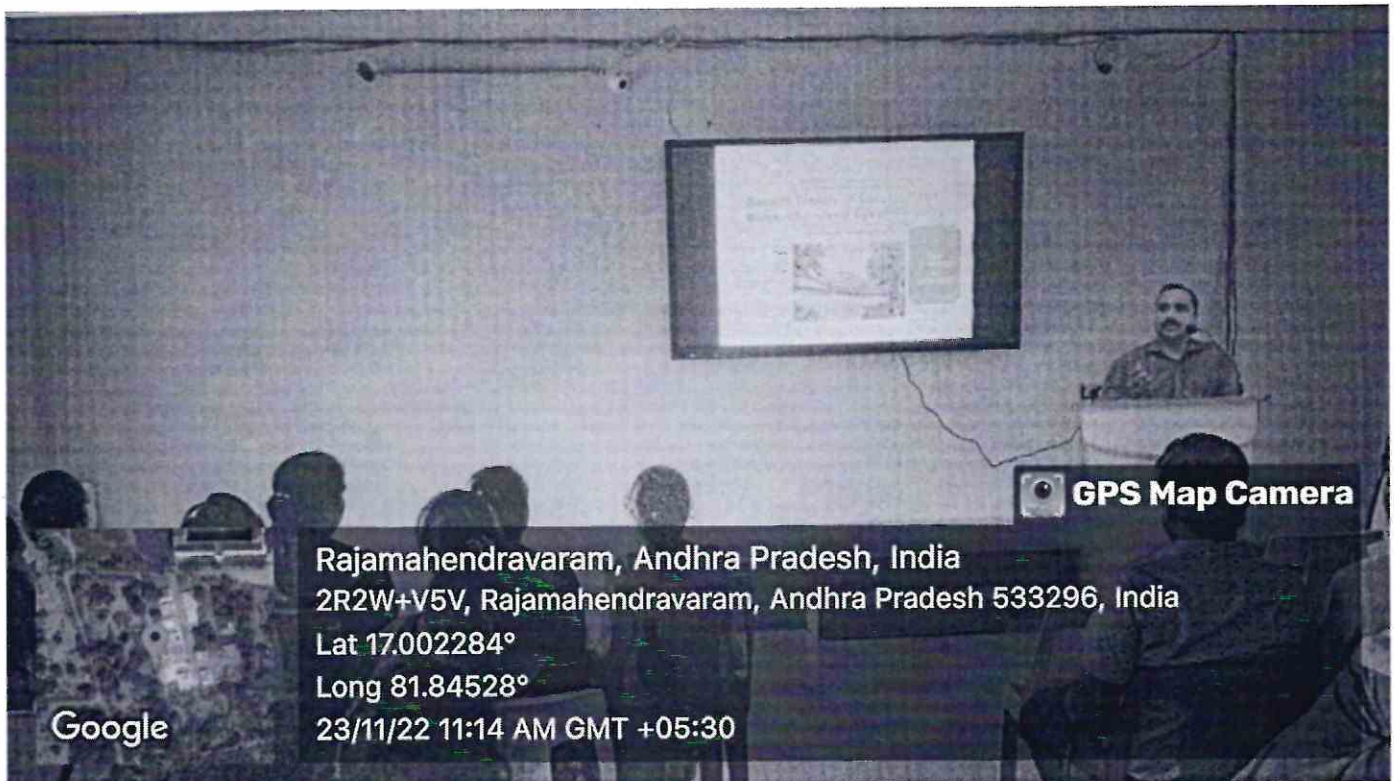 GPS Map Camera
Rajamahendravaram, Andhra Pradesh, India
2R2W+V5V, Rajamahendravaram, Andhra Pradesh 533296, India
Lat 17.002284°
Long 81.84528°
23/11/22 11:14 AM GMT +05:30
Google